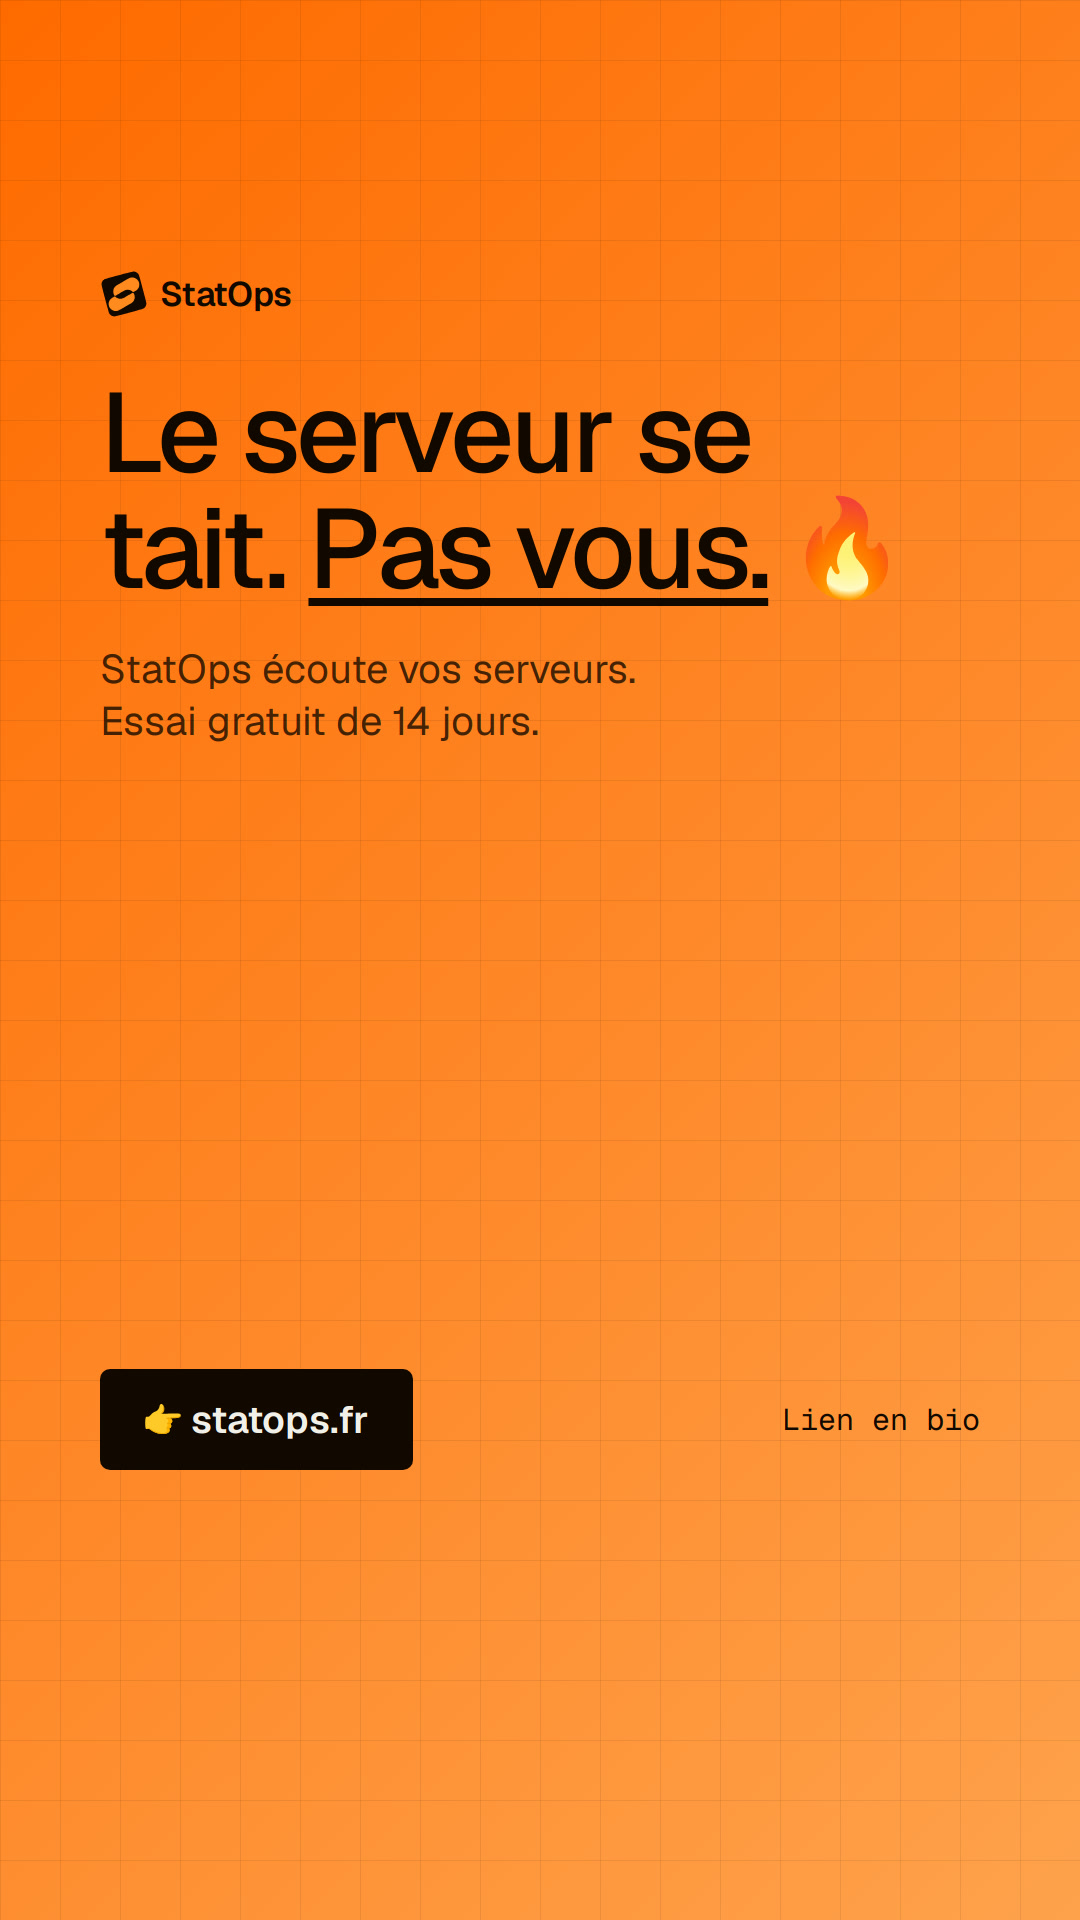 StatOps
Le serveur se
tait. Pas vous. 🔥
StatOps écoute vos serveurs.
Essai gratuit de 14 jours.
👉 statops.fr
Lien en bio